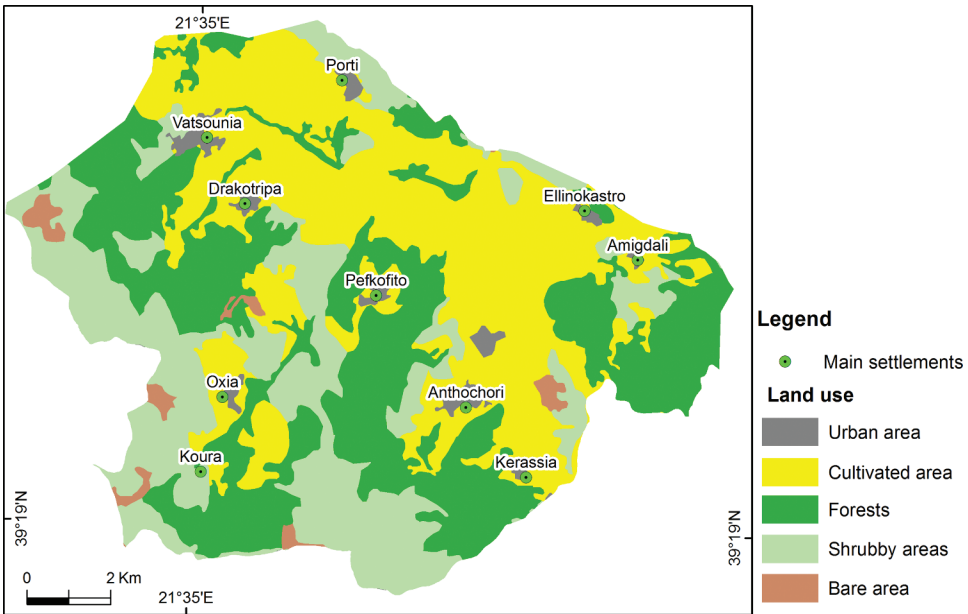 21°35'E
Porti
Vatsounia
Drakotripa
Ellinokastro
Amigdali
Pefkofito
Oxia
Anthochori
Koura
Kerassia
39°19'N
39°19'N
0 2 Km
21°35'E
Legend
Main settlements
Land use
Urban area
Cultivated area
Forests
Shrubby areas
Bare area